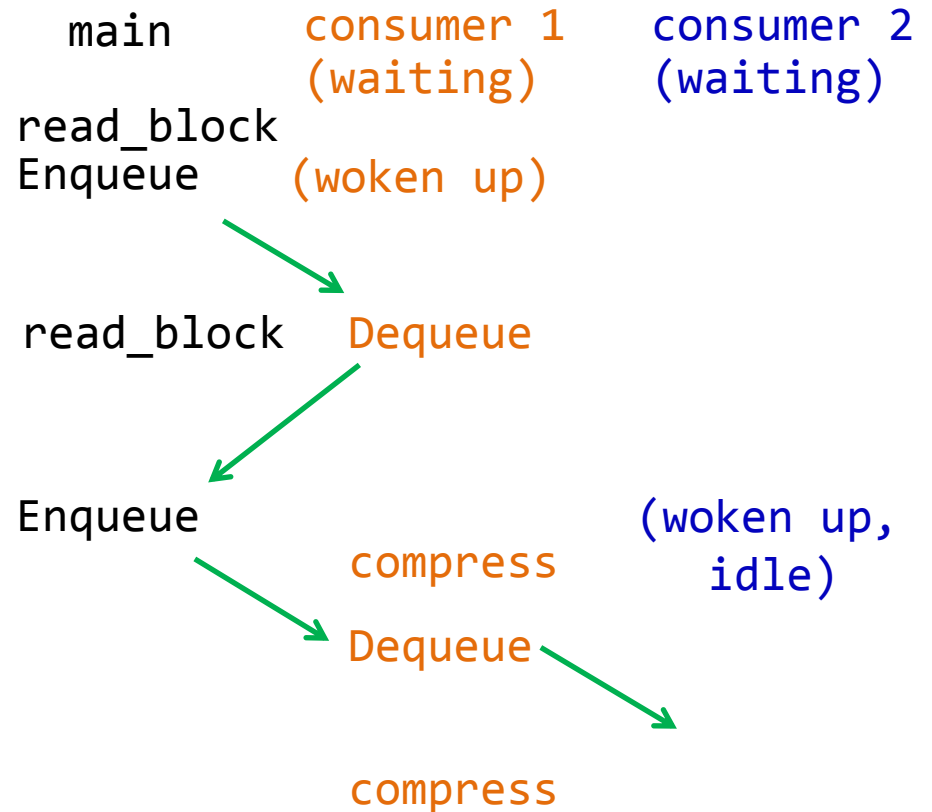 main consumer 1 consumer 2
(waiting) (waiting)
read_block
Enqueue (woken up)
read_block Dequeue
Enqueue (woken up,
compress idle)
Dequeue
compress